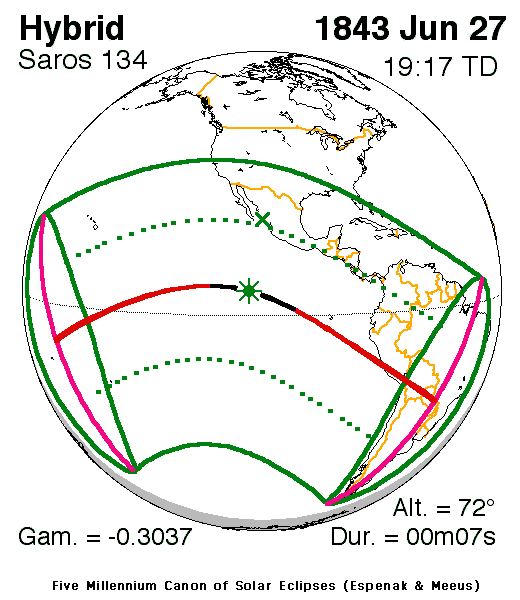 Hybrid
1843 Jun 27
Saros 134
19:17 TD
Alt. = 72°
Gam. = -0.3037
Dur. = 00m07s
Five Millennium Canon of Solar Eclipses (Espenak & Meeus)